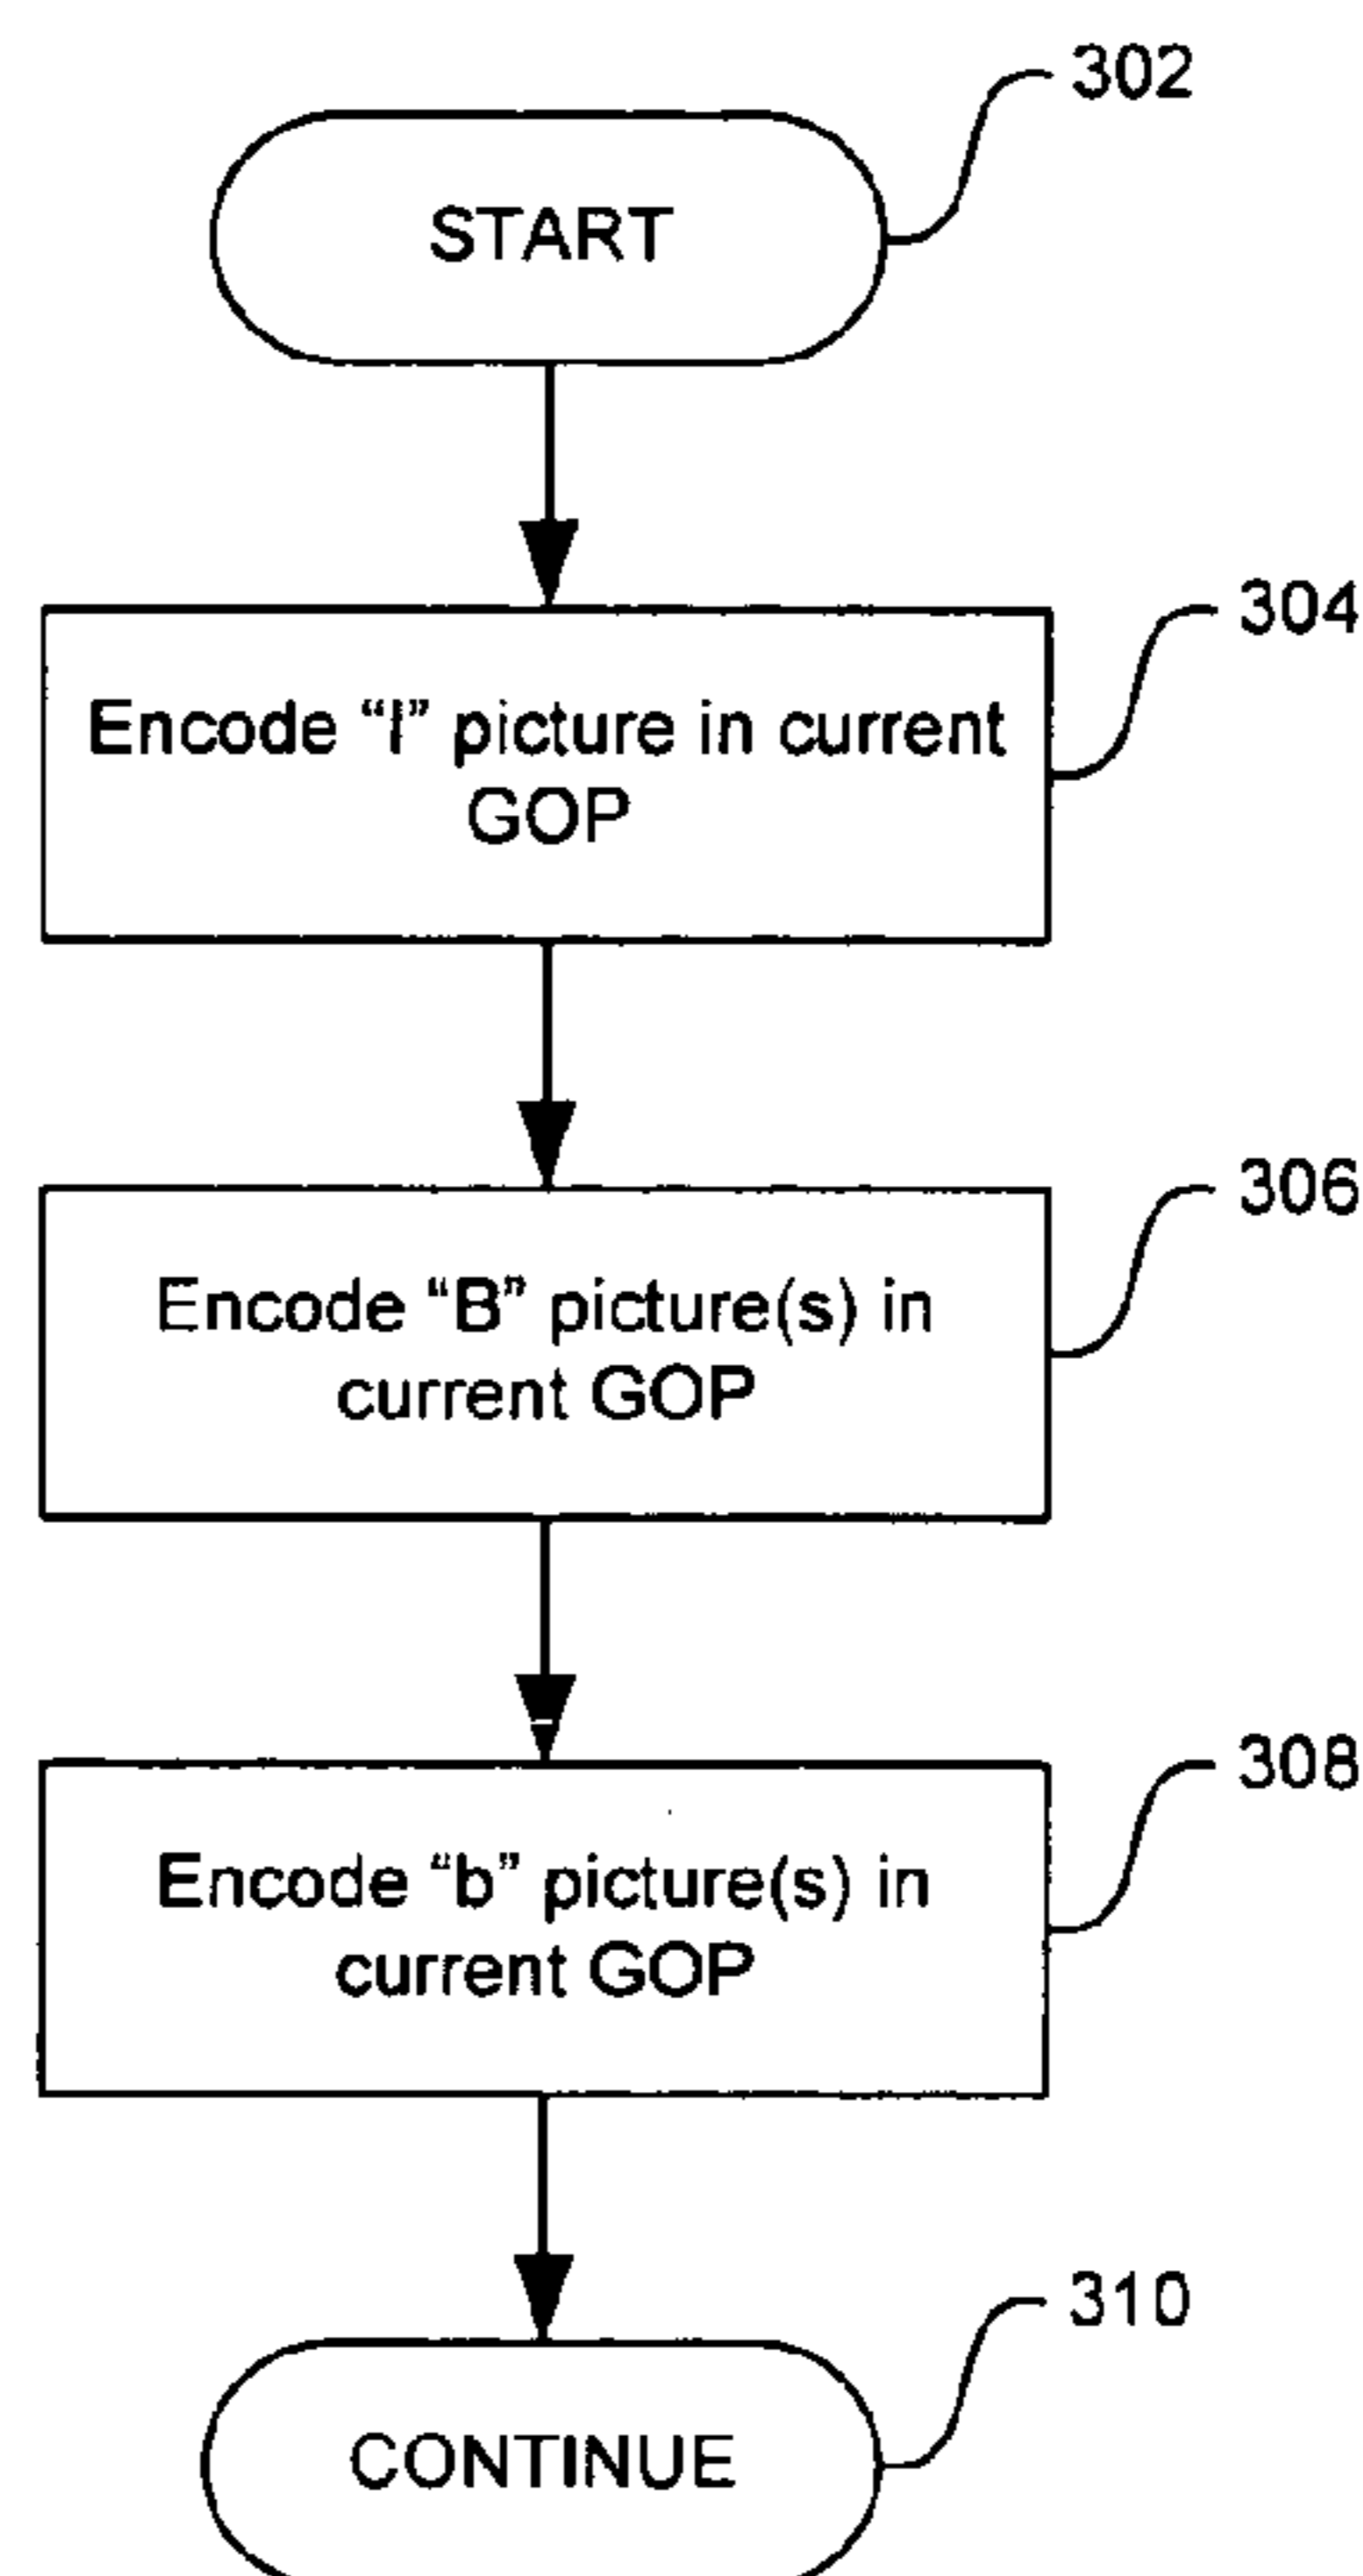 302
START
304
Encode “I” picture in current
GOP
306
Encode “B” picture(s) in
current GOP
308
Encode “b” picture(s) in
current GOP
310
CONTINUE